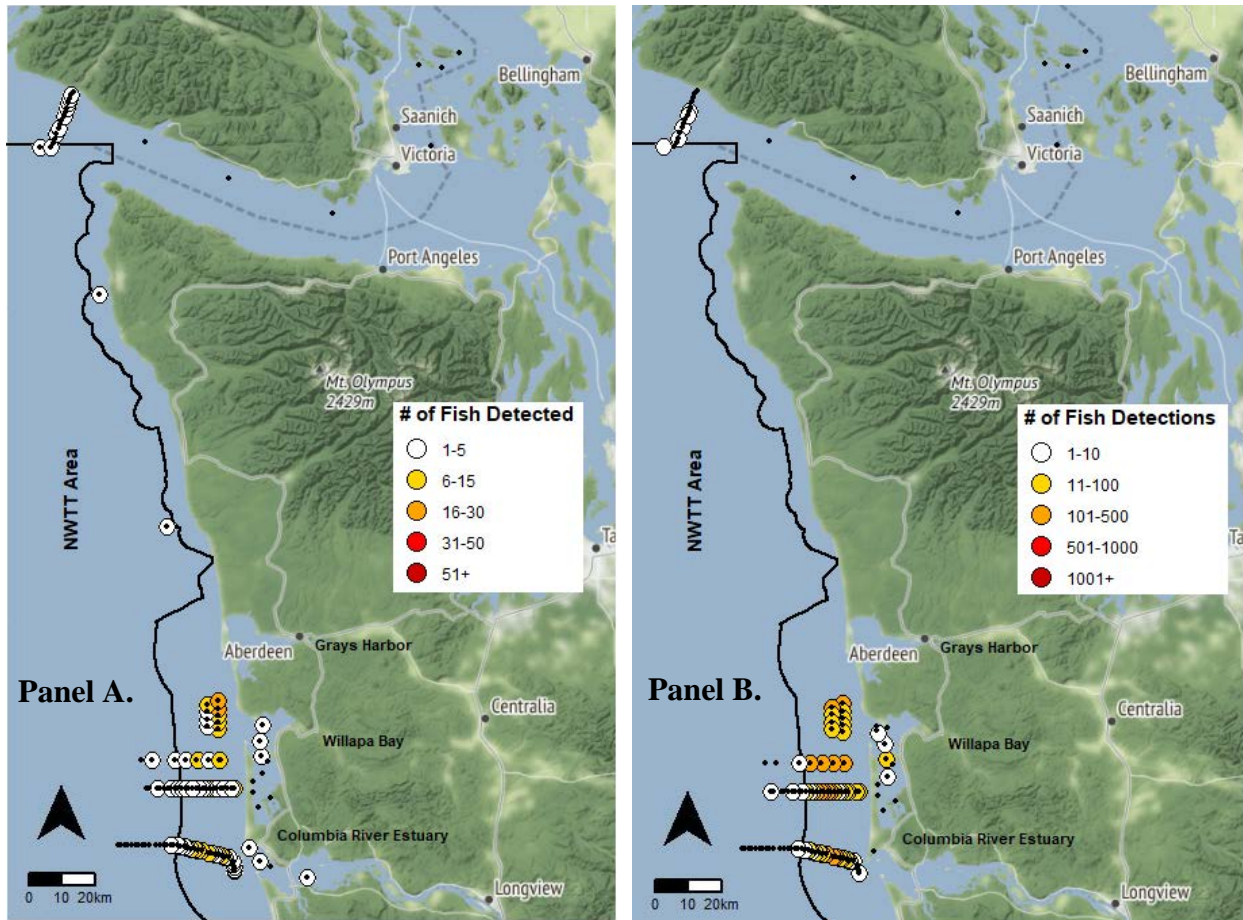 Bellingham
Saanich
Victoria
Port Angeles
Mt. Olympus
2429m
# of Fish Detected
1-5
6-15
16-30
31-50
51+
NWTT Area
Ta
Grays Harbor
Aberdeen
Panel A.
Centralia
Willapa Bay
Columbia River Estuary
Longview
0 10 20km
Bellingham
Saanich
Victoria
Port Angeles
Mt. Olympus
2429m
# of Fish Detections
1-10
11-100
101-500
501-1000
1001+
NWTT Area
Ta
Grays Harbor
Aberdeen
Panel B.
Centralia
Willapa Bay
Columbia River Estuary
Longview
0 10 20km